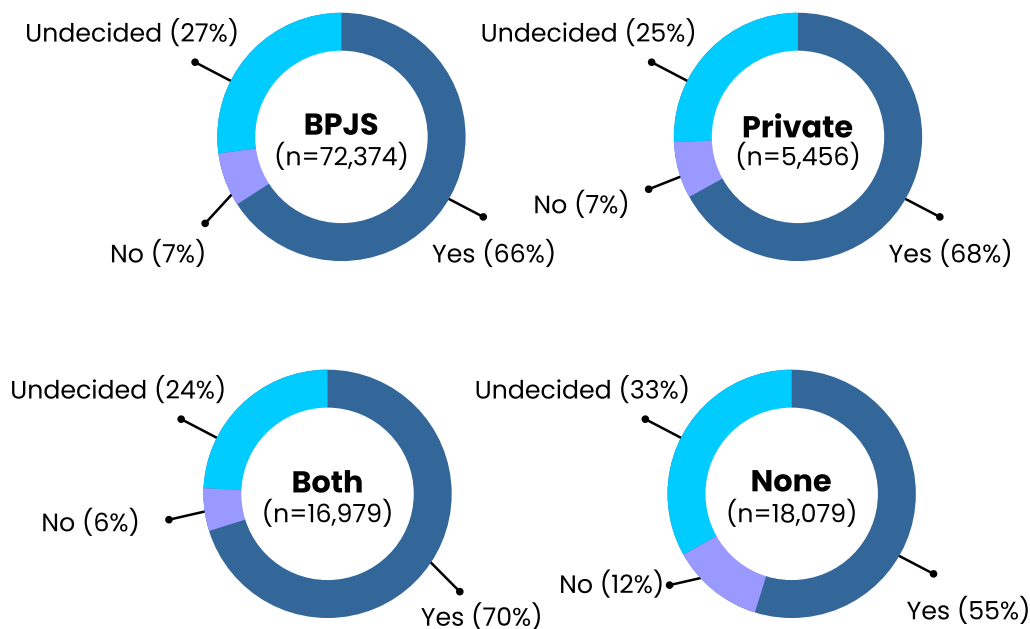 Undecided (27%)
BPJS
(n=72,374)
No (7%)
Yes (66%)
Undecided (25%)
Private
(n=5,456)
No (7%)
Yes (68%)
Undecided (24%)
Both
(n=16,979)
No (6%)
Yes (70%)
Undecided (33%)
None
(n=18,079)
No (12%)
Yes (55%)